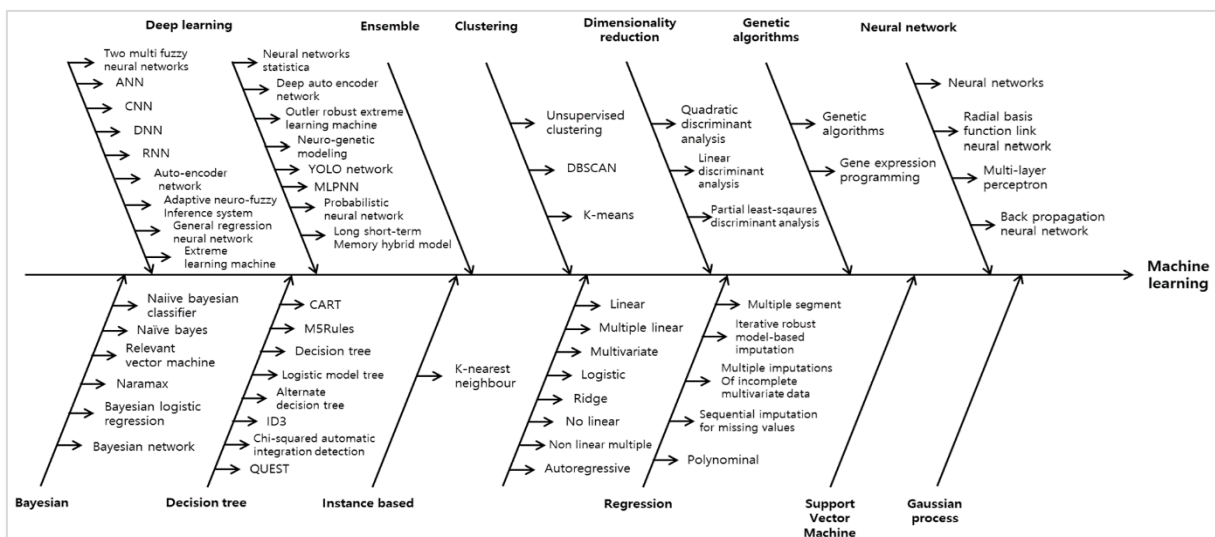 Deep learning
Ensemble
Clustering
Dimensionality
reduction
Genetic
algorithms
Neural network
Two multi fuzzy
neural networks
ANN
CNN
DNN
RNN
Auto-encoder
network
Adaptive neuro-fuzzy
Inference system
General regression
neural network
Extreme
learning machine
Neural networks
statistica
Deep auto encoder
network
Outler robust extreme
learning machine
Neuro-genetic
modeling
YOLO network
MLPNN
Probabilistic
neural network
Long short-term
Memory hybrid model
Unsupervised
clustering
DBSCAN
K-means
Quadratic
discriminant
analysis
Linear
discriminant
analysis
Partial least-sqaures
discriminant analysis
Genetic
algorithms
Gene expression
programming
Neural networks
Radial basis
function link
neural network
Multi-layer
perceptron
Back propagation
neural network
Machine
learning
Naiive bayesian
classifier
Naïve bayes
Relevant
vector machine
Naramax
Bayesian logistic
regression
Bayesian network
CART
M5Rules
Decision tree
Logistic model tree
Alternate
decision tree
ID3
Chi-squared automatic
integration detection
QUEST
K-nearest
neighbour
Linear
Multiple linear
Multivariate
Logistic
Ridge
No linear
Non linear multiple
Autoregressive
Multiple segment
Iterative robust
model-based
imputation
Multiple imputations
Of incomplete
multivariate data
Sequential imputation
for missing values
Polynominal
Bayesian
Decision tree
Instance based
Regression
Support
Vector
Machine
Gaussian
process